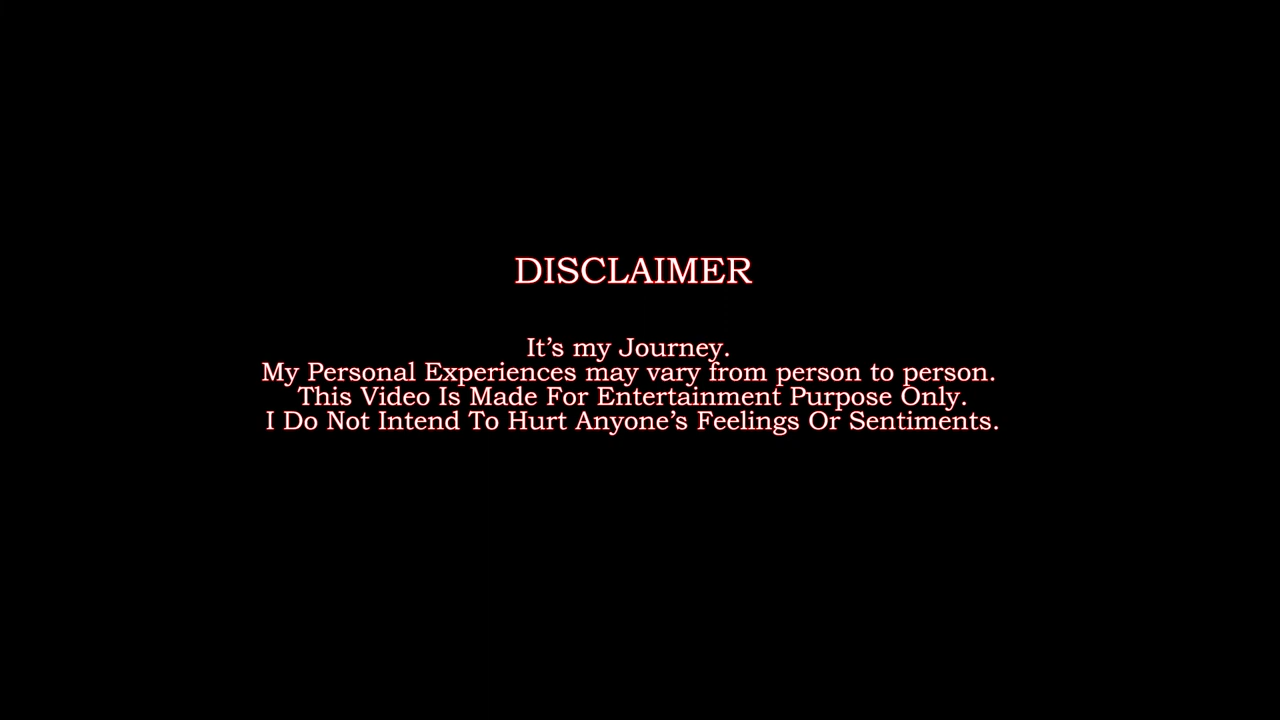 DISCLAIMER
It’s my Journey.
My Personal Experiences may vary from person to person.
This Video Is Made For Entertainment Purpose Only.
I Do Not Intend To Hurt Anyone’s Feelings Or Sentiments.